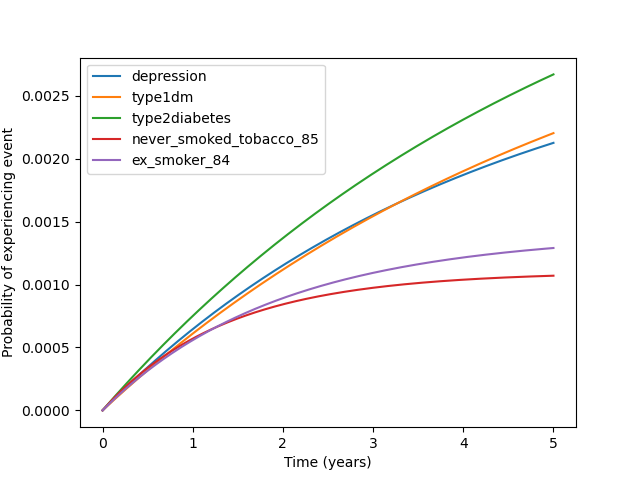 depression
type1dm
type2diabetes
never_smoked_tobacco_85
ex_smoker_84
Probability of experiencing event
0.0025
0.0020
0.0015
0.0010
0.0005
0.0000
0 1 2 3 4 5
Time (years)